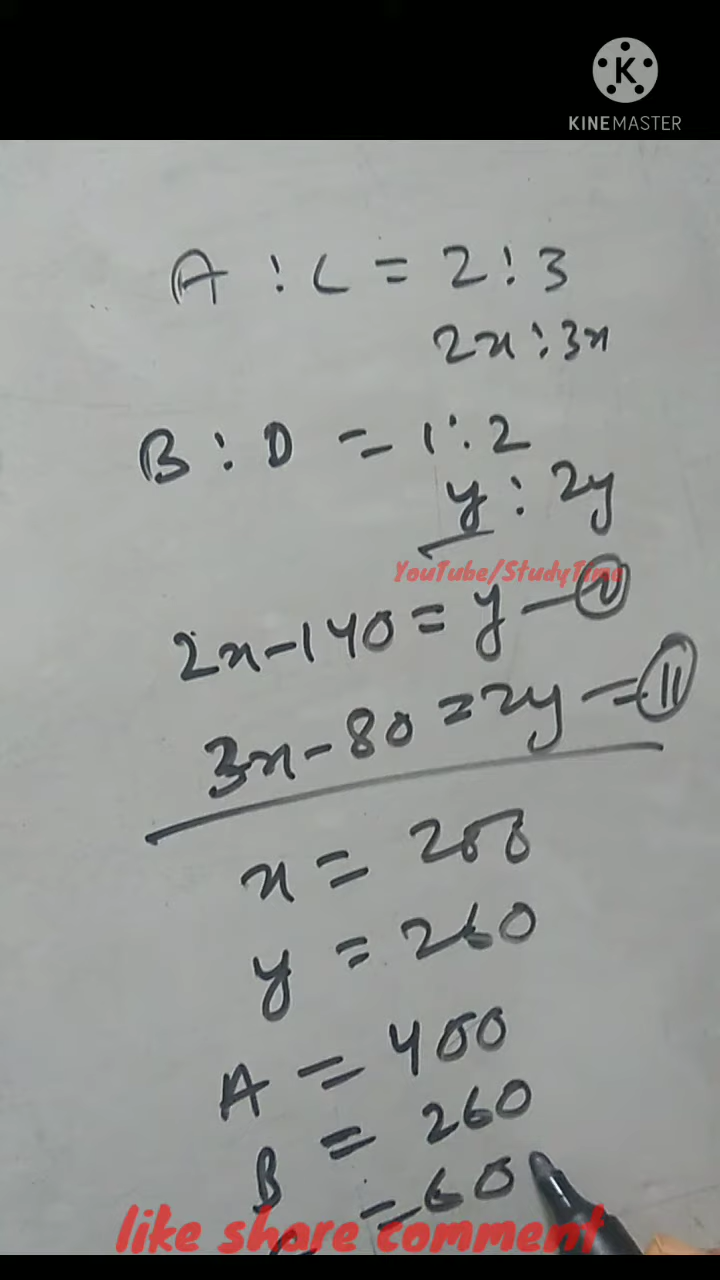 KINEMASTER
A : C = 2 : 3
2x : 3x
B : D = 1 : 2
y : 2y
YouTube/StudyTime
2x - 140 = y - 
3x - 80 = 2y - II
x = 200
y = 260
A = 400
B = 260
= 60
like share comment